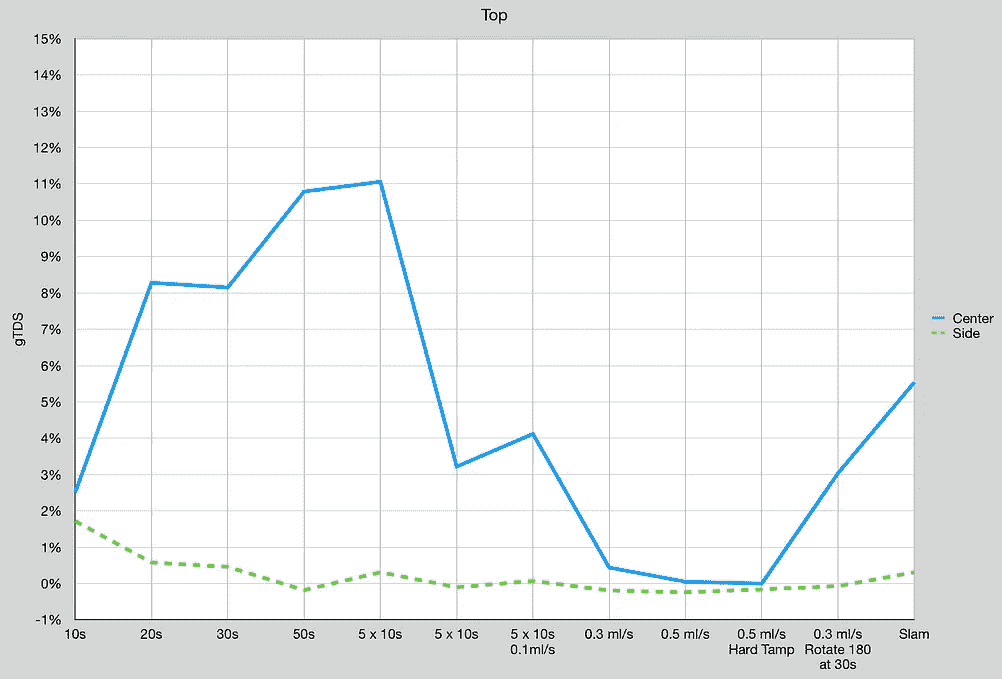 Top
15%
14%
13%
12%
11%
10%
9%
8%
7%
6%
5%
4%
3%
2%
1%
0%
-1%
gTDS
10s
20s
30s
50s
5 x 10s
5 x 10s
5 x 10s
0.1ml/s
0.3 ml/s
0.5 ml/s
0.5 ml/s
Hard Tamp
0.3 ml/s
Rotate 180
at 30s
Slam
Center
Side